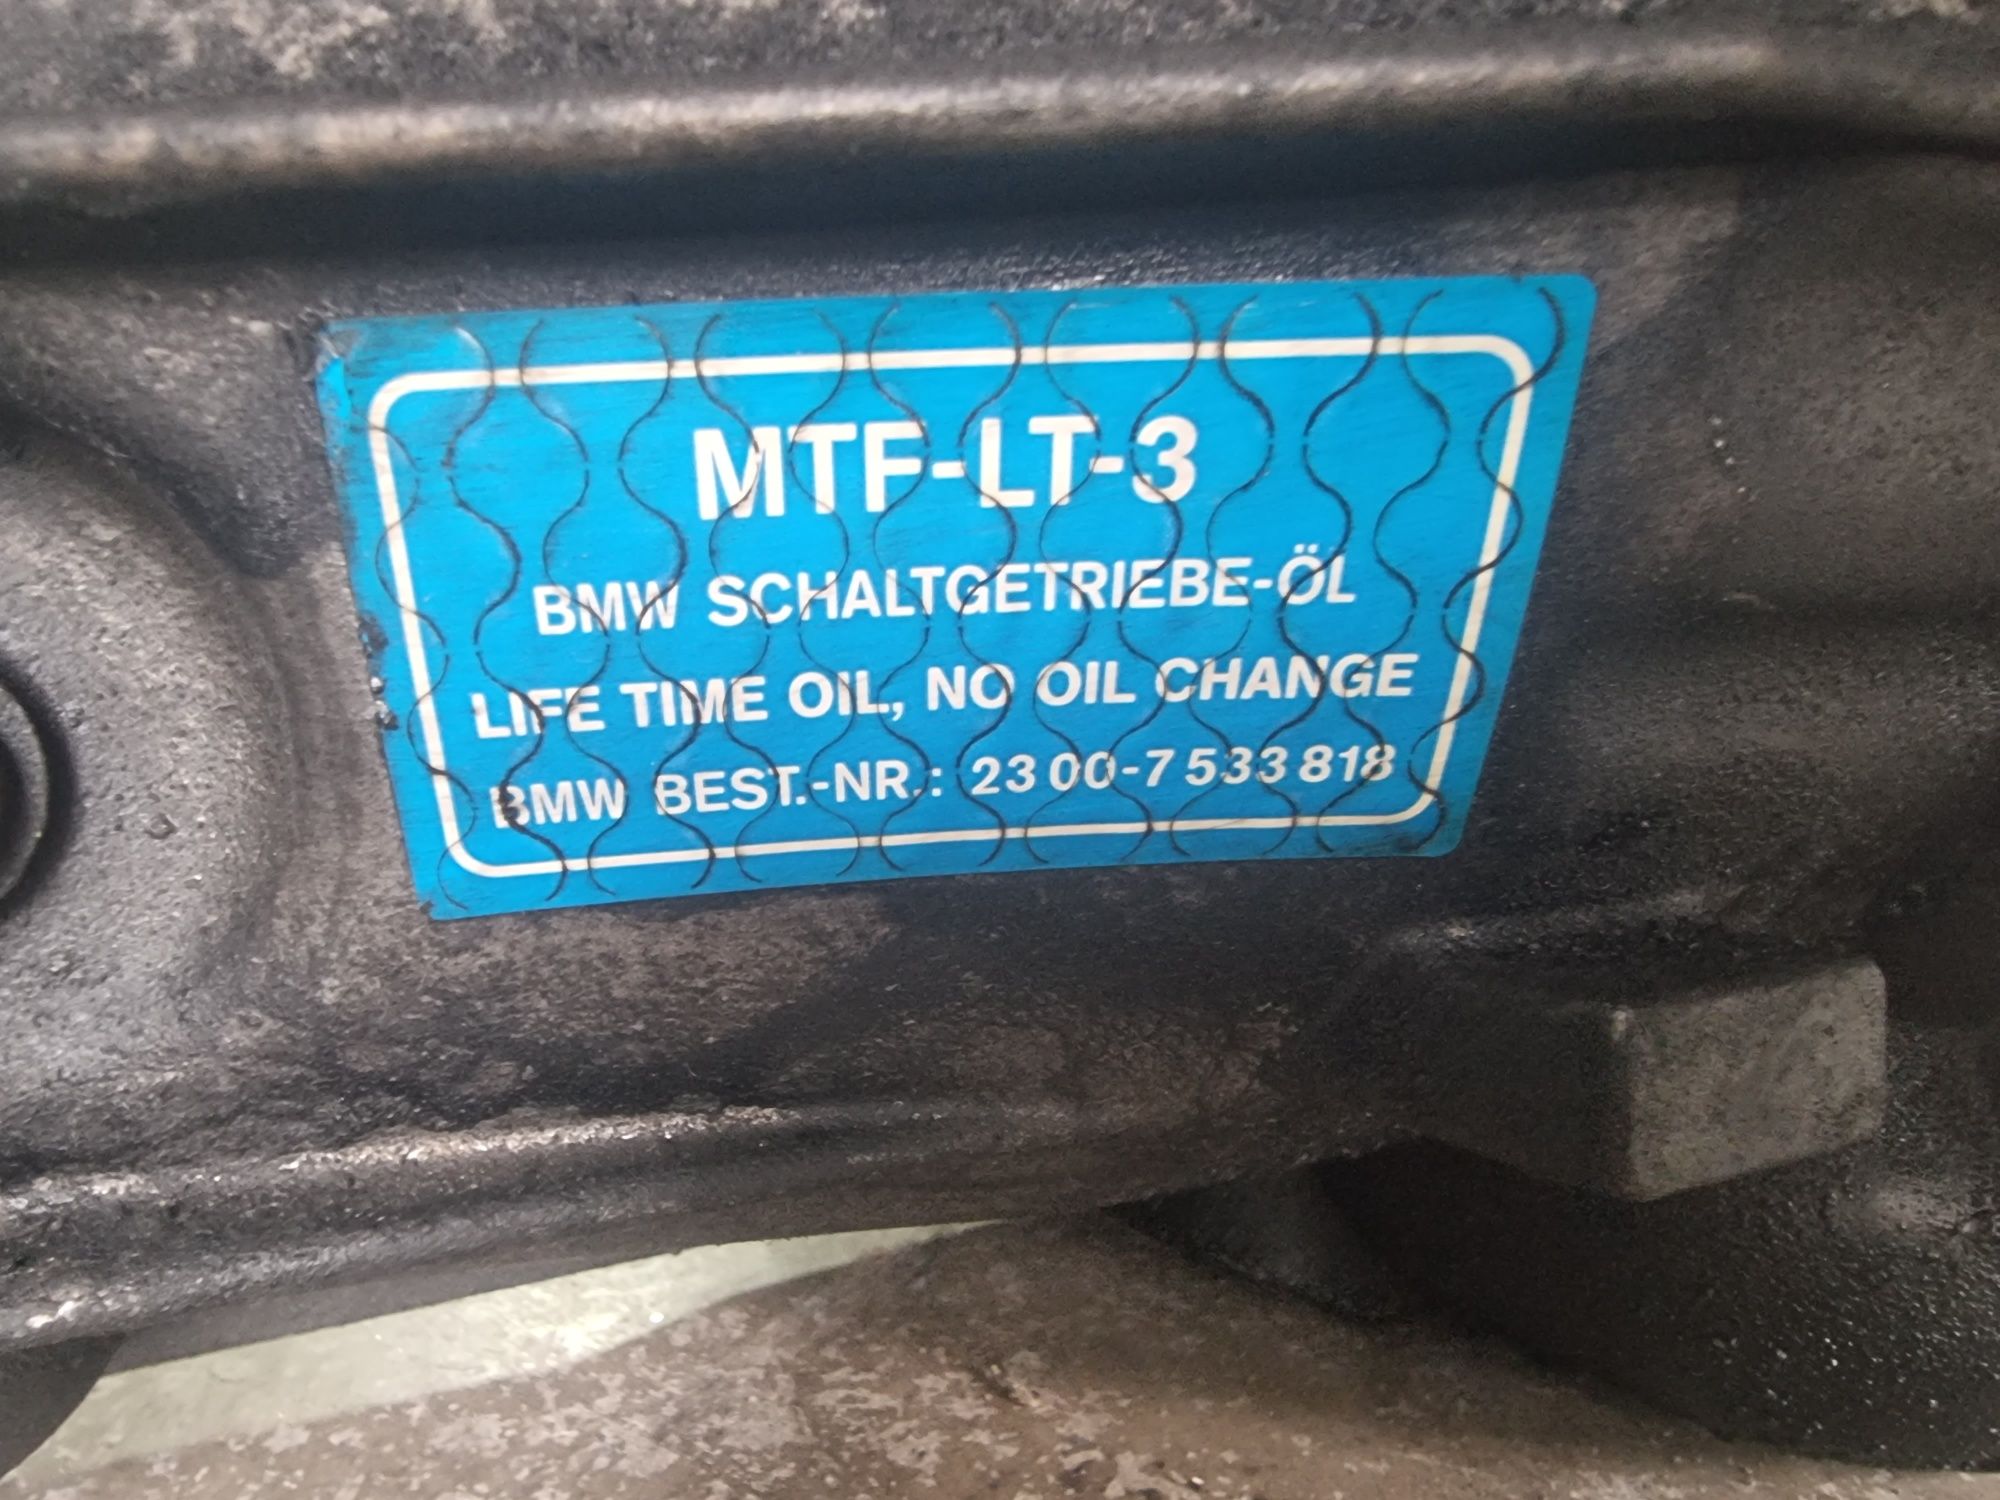 MTF-LT-3
BMW SCHALTGETRIEBE-ÖL
LIFE TIME OIL, NO OIL CHANGE
BMW BEST.-NR.: 23 00-7 533 818